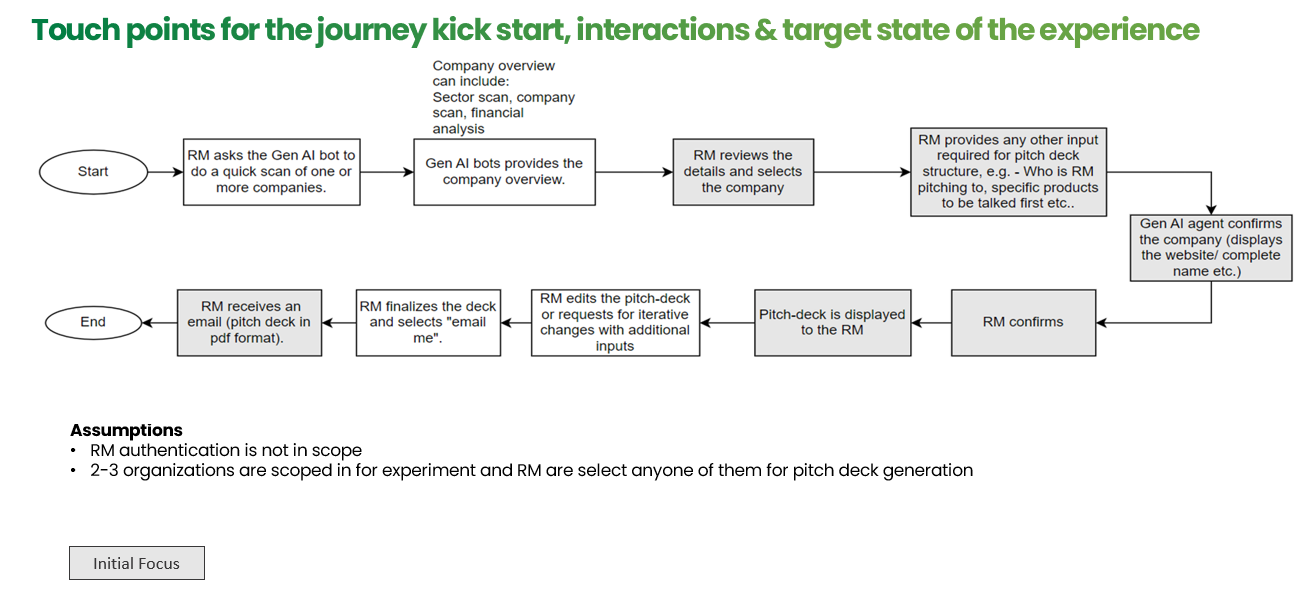 Touch points for the journey kick start, interactions & target state of the experience
Company overview
can include:
Sector scan, company
scan, financial
analysis
Start
RM asks the Gen AI bot to
do a quick scan of one or
more companies.
Gen AI bots provides the
company overview.
RM reviews the
details and selects
the company
RM provides any other input
required for pitch deck
structure, e.g. - Who is RM
pitching to, specific products
to be talked first etc..
Gen AI agent confirms
the company (displays
the website/ complete
name etc.)
RM confirms
Pitch-deck is displayed
to the RM
RM edits the pitch-deck
or requests for iterative
changes with additional
inputs
RM finalizes the deck
and selects "email
me".
RM receives an
email (pitch deck in
pdf format).
End
Assumptions
• RM authentication is not in scope
• 2-3 organizations are scoped in for experiment and RM are select anyone of them for pitch deck generation
Initial Focus